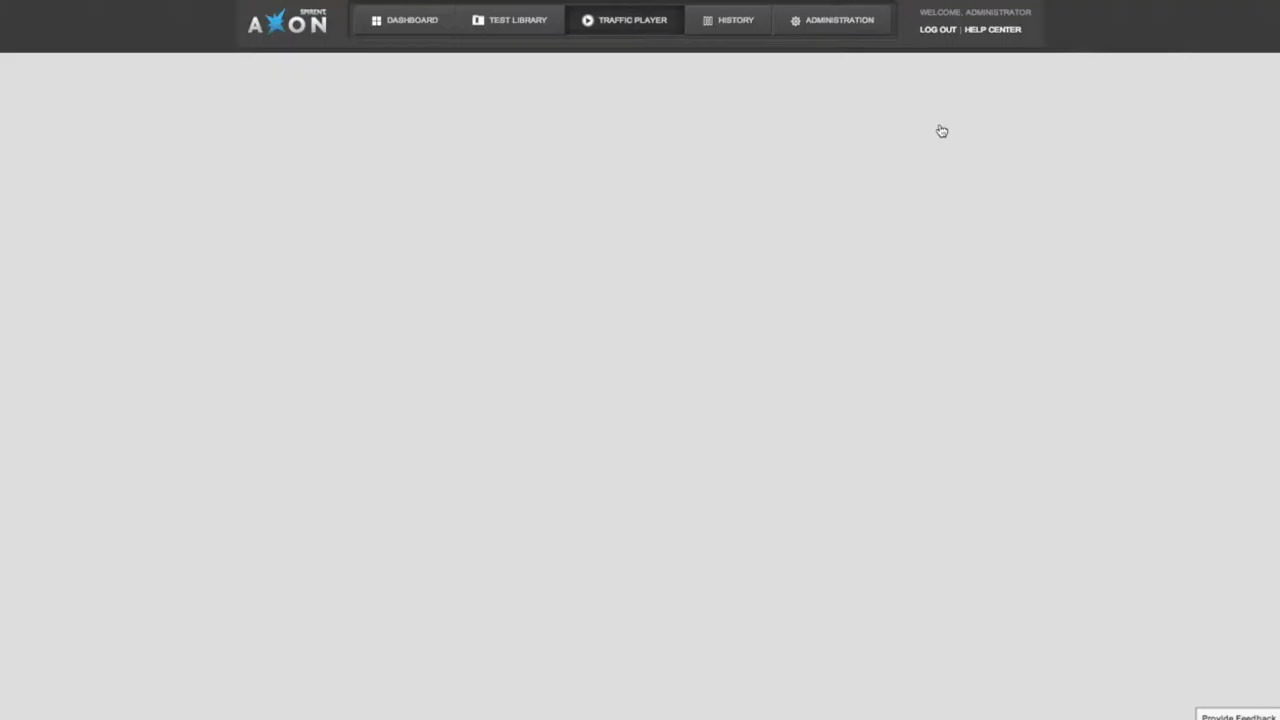 SPIRENT
AXON
DASHBOARD
TEST LIBRARY
TRAFFIC PLAYER
HISTORY
ADMINISTRATION
WELCOME, ADMINISTRATOR
LOG OUT | HELP CENTER
Provide Feedback